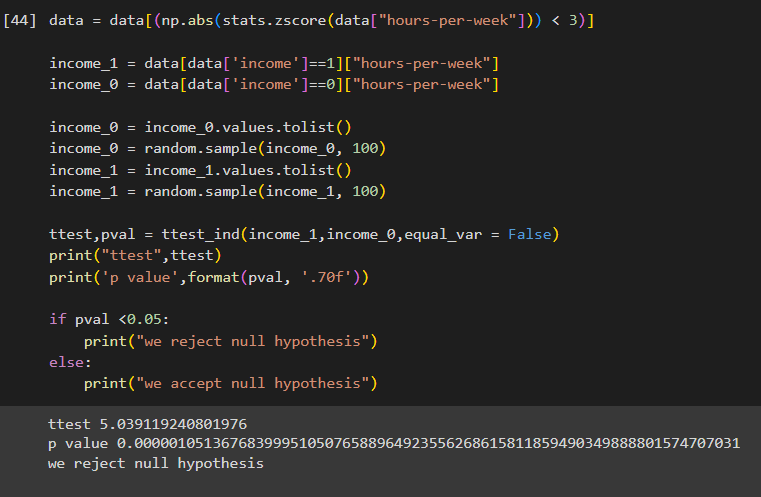 [44] data = data[(np.abs(stats.zscore(data["hours-per-week"])) < 3)]
income_1 = data[data['income']==1]["hours-per-week"]
income_0 = data[data['income']==0]["hours-per-week"]
income_0 = income_0.values.tolist()
income_0 = random.sample(income_0, 100)
income_1 = income_1.values.tolist()
income_1 = random.sample(income_1, 100)
ttest,pval = ttest_ind(income_1,income_0,equal_var = False)
print("ttest",ttest)
print('p value',format(pval, '.70f'))
if pval <0.05:
    print("we reject null hypothesis")
else:
    print("we accept null hypothesis")
ttest 5.039119240801976
p value 0.0000010513676839995105076588964923556268615811859490349888801574707031
we reject null hypothesis